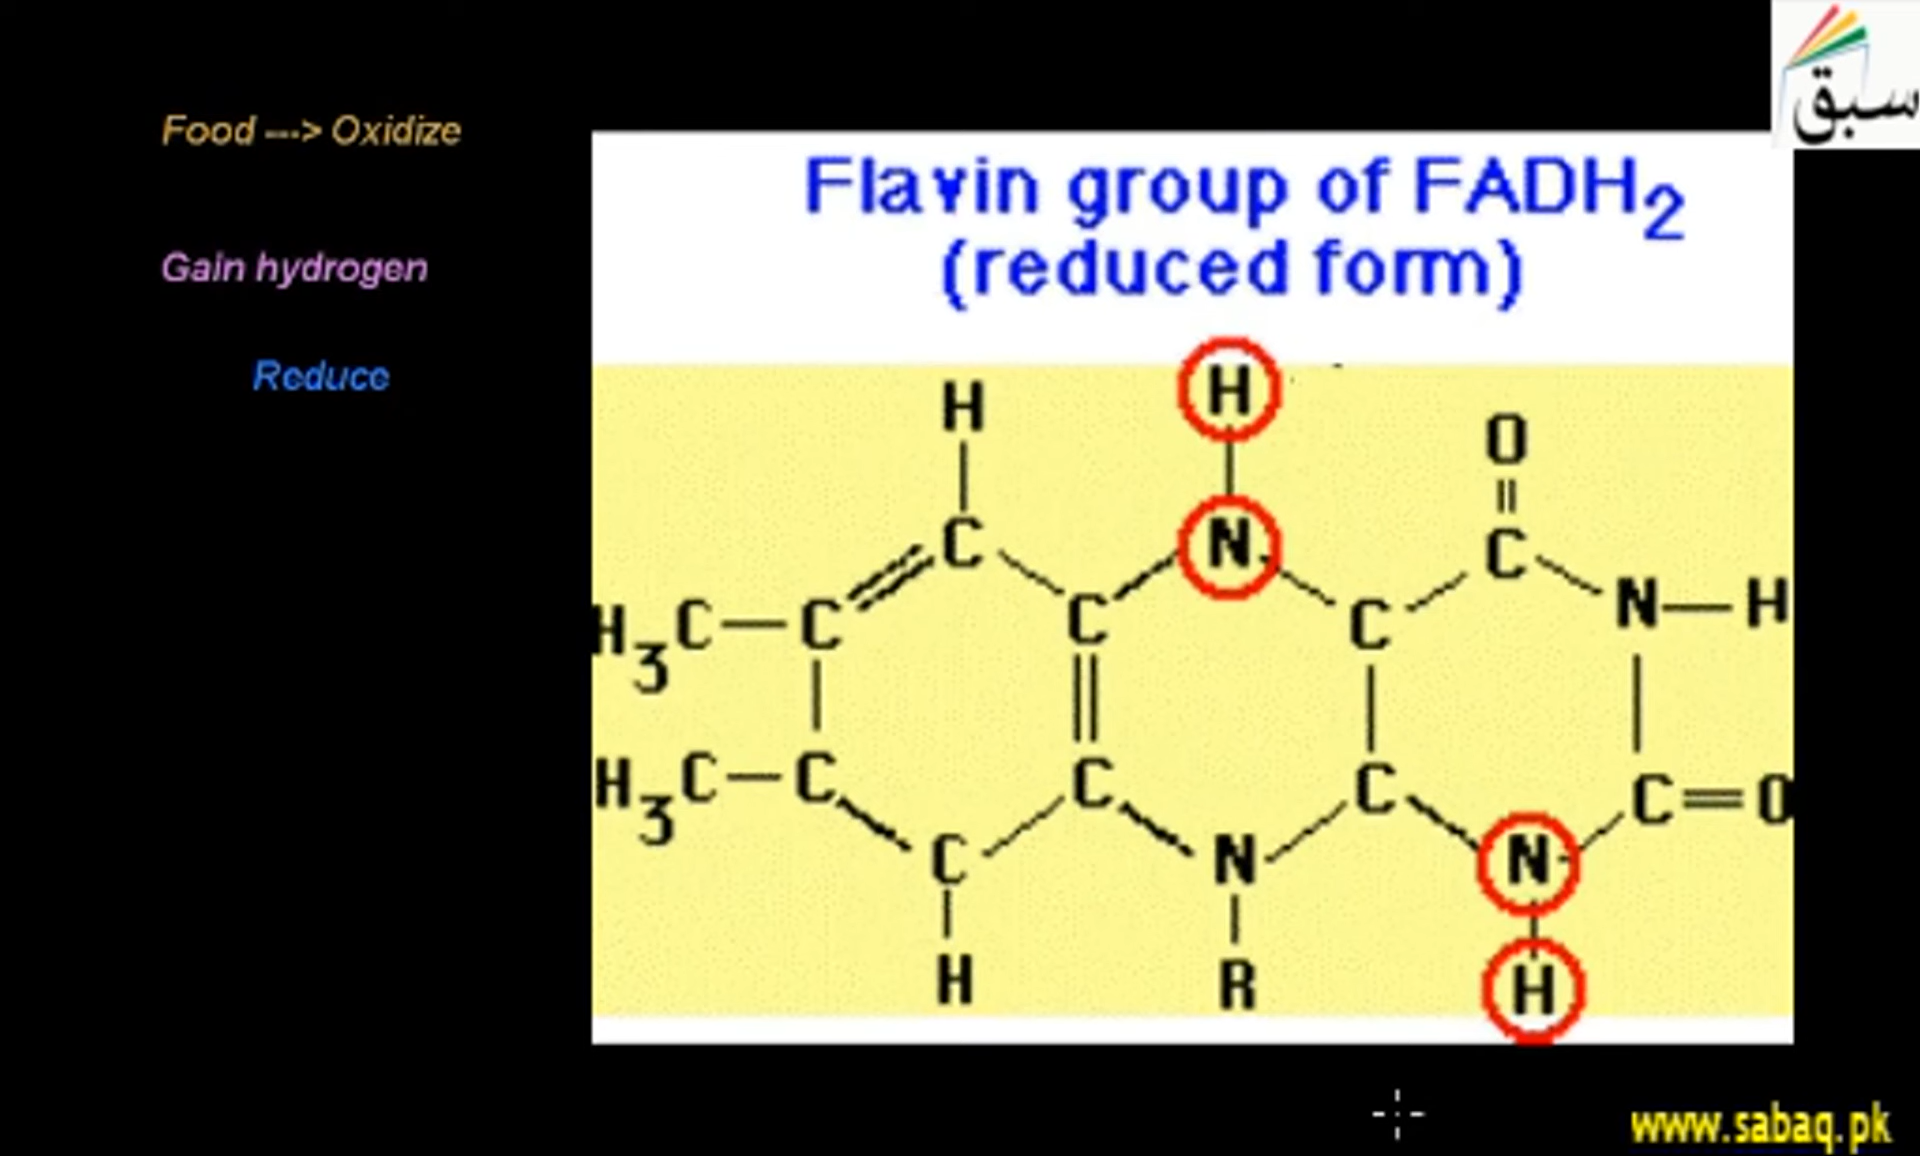 سبق
Food ---> Oxidize
Flavin group of FADH2
(reduced form)
Gain hydrogen
Reduce
H
H
O
C
N
C
H3C
C
C
C
N
H
H3C
C
C
C
C
O
C
N
N
H
R
H
www.sabaq.pk